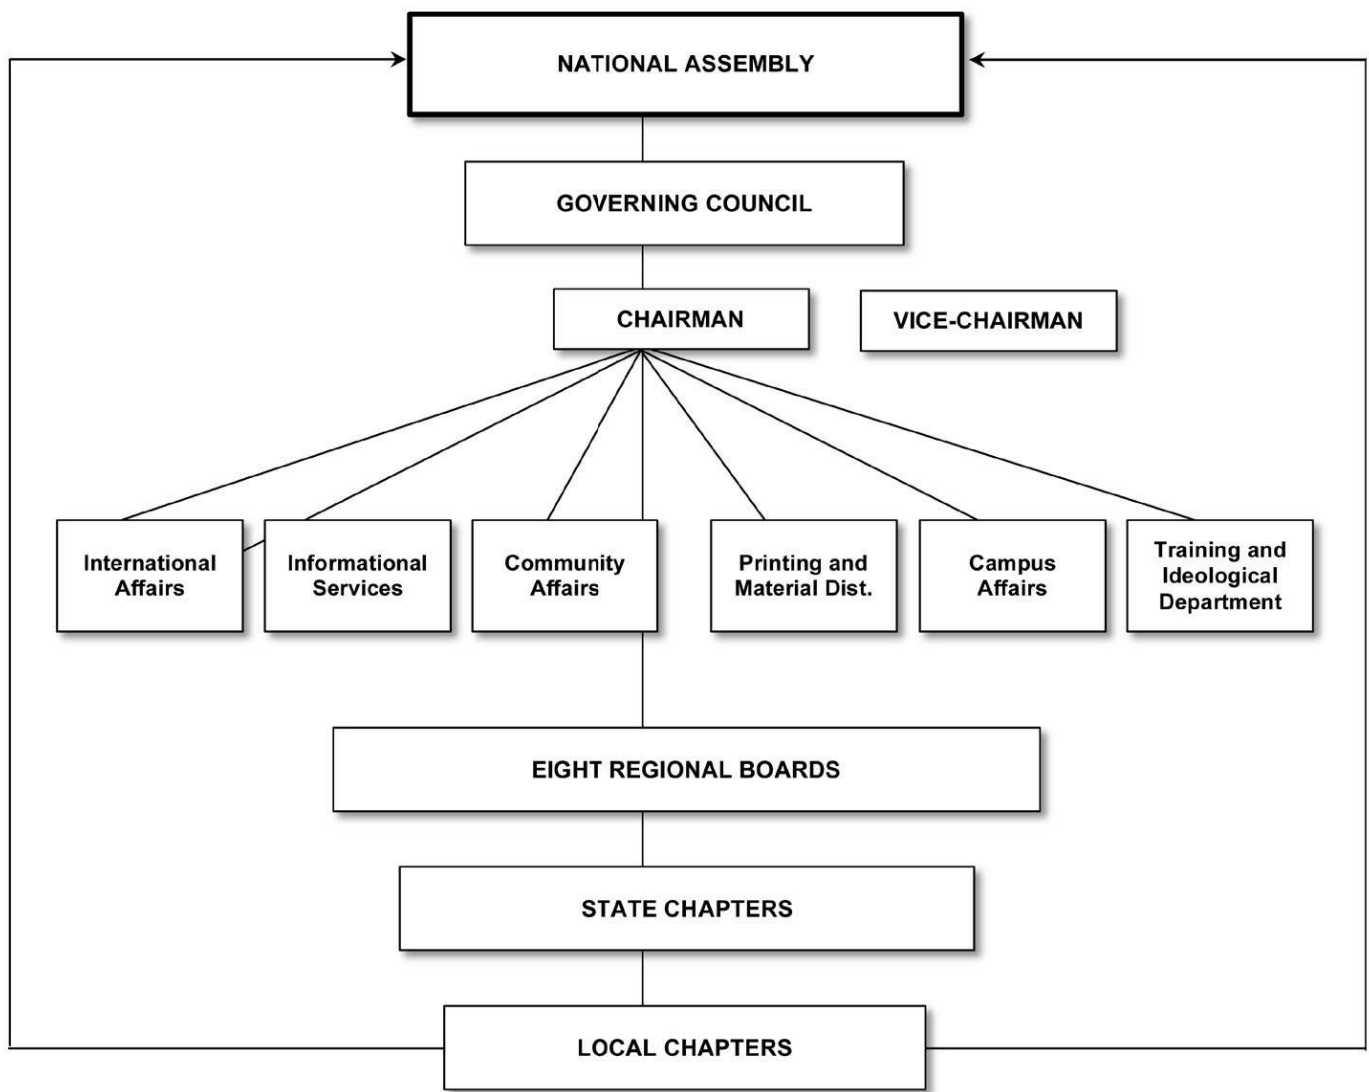 NATIONAL ASSEMBLY
GOVERNING COUNCIL
CHAIRMAN
VICE-CHAIRMAN
International
Affairs
Informational
Services
Community
Affairs
Printing and
Material Dist.
Campus
Affairs
Training and
Ideological
Department
EIGHT REGIONAL BOARDS
STATE CHAPTERS
LOCAL CHAPTERS